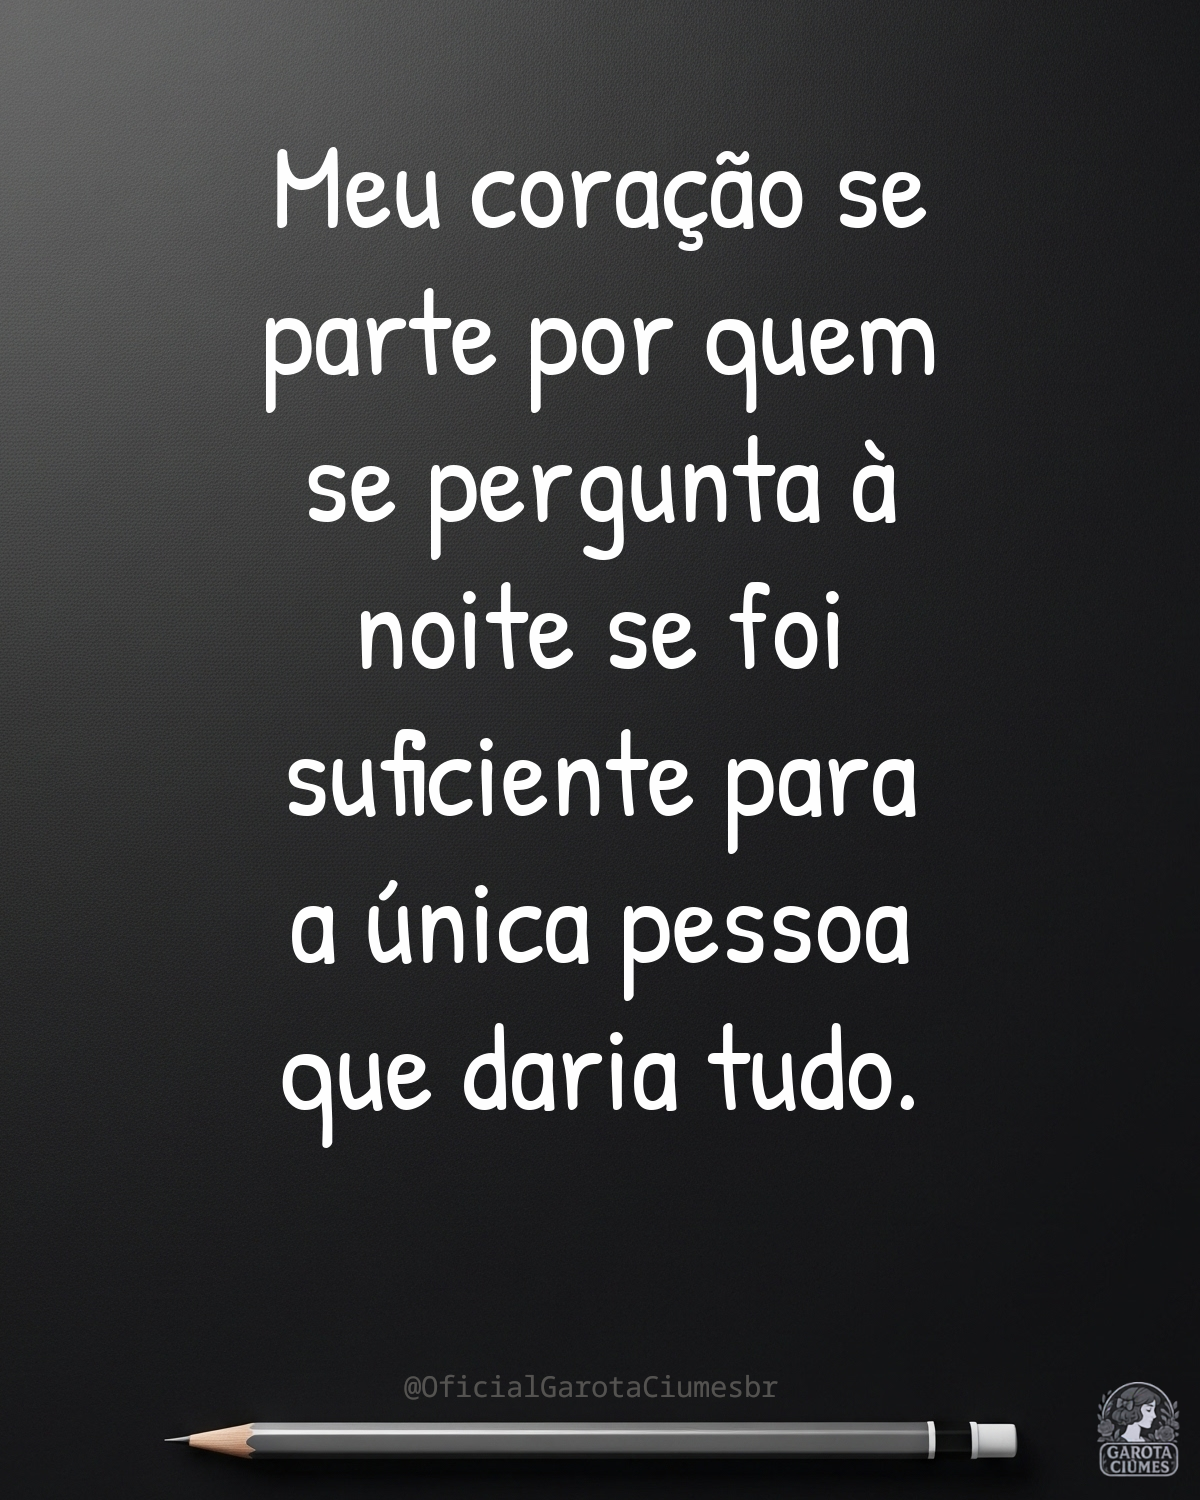 Meu coração se
parte por quem
se pergunta à
noite se foi
suficiente para
a única pessoa
que daria tudo.
@OficialGarotaCiumesbr
GAROTA
CIÚMES